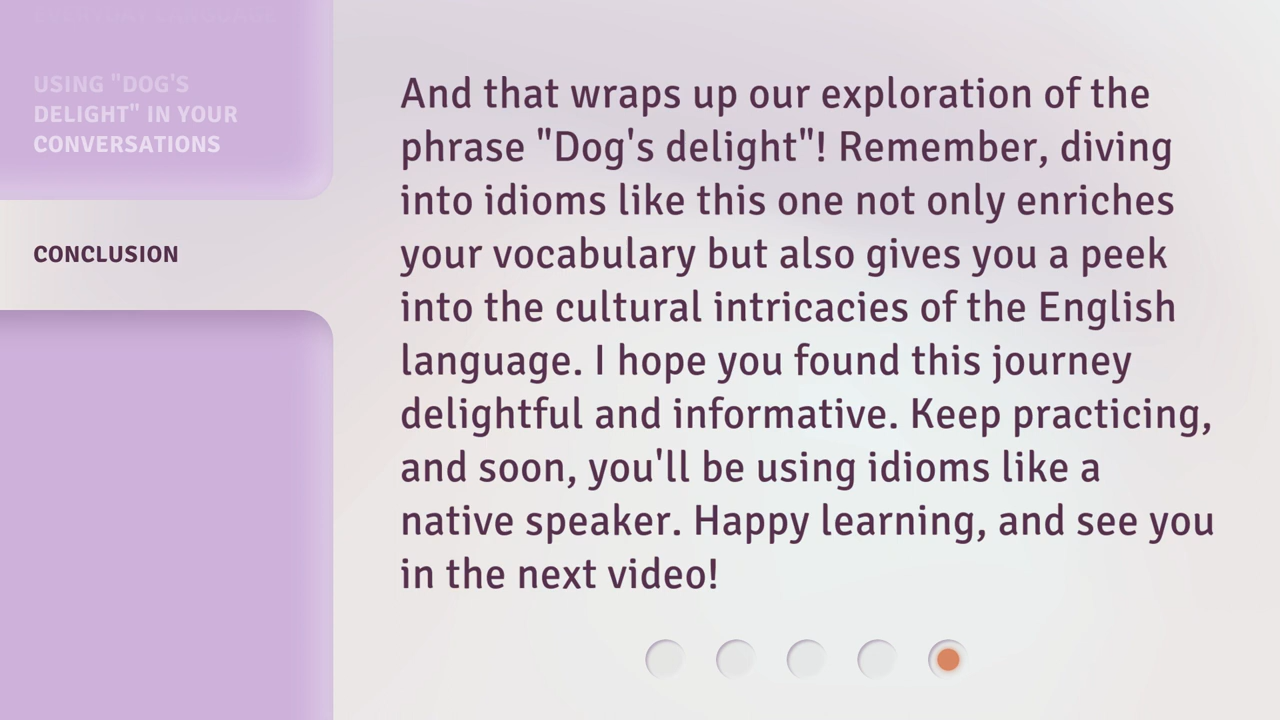 EVERYDAY LANGUAGE
USING "DOG'S
DELIGHT" IN YOUR
CONVERSATIONS
CONCLUSION
And that wraps up our exploration of the
phrase "Dog's delight"! Remember, diving
into idioms like this one not only enriches
your vocabulary but also gives you a peek
into the cultural intricacies of the English
language. I hope you found this journey
delightful and informative. Keep practicing,
and soon, you'll be using idioms like a
native speaker. Happy learning, and see you
in the next video!